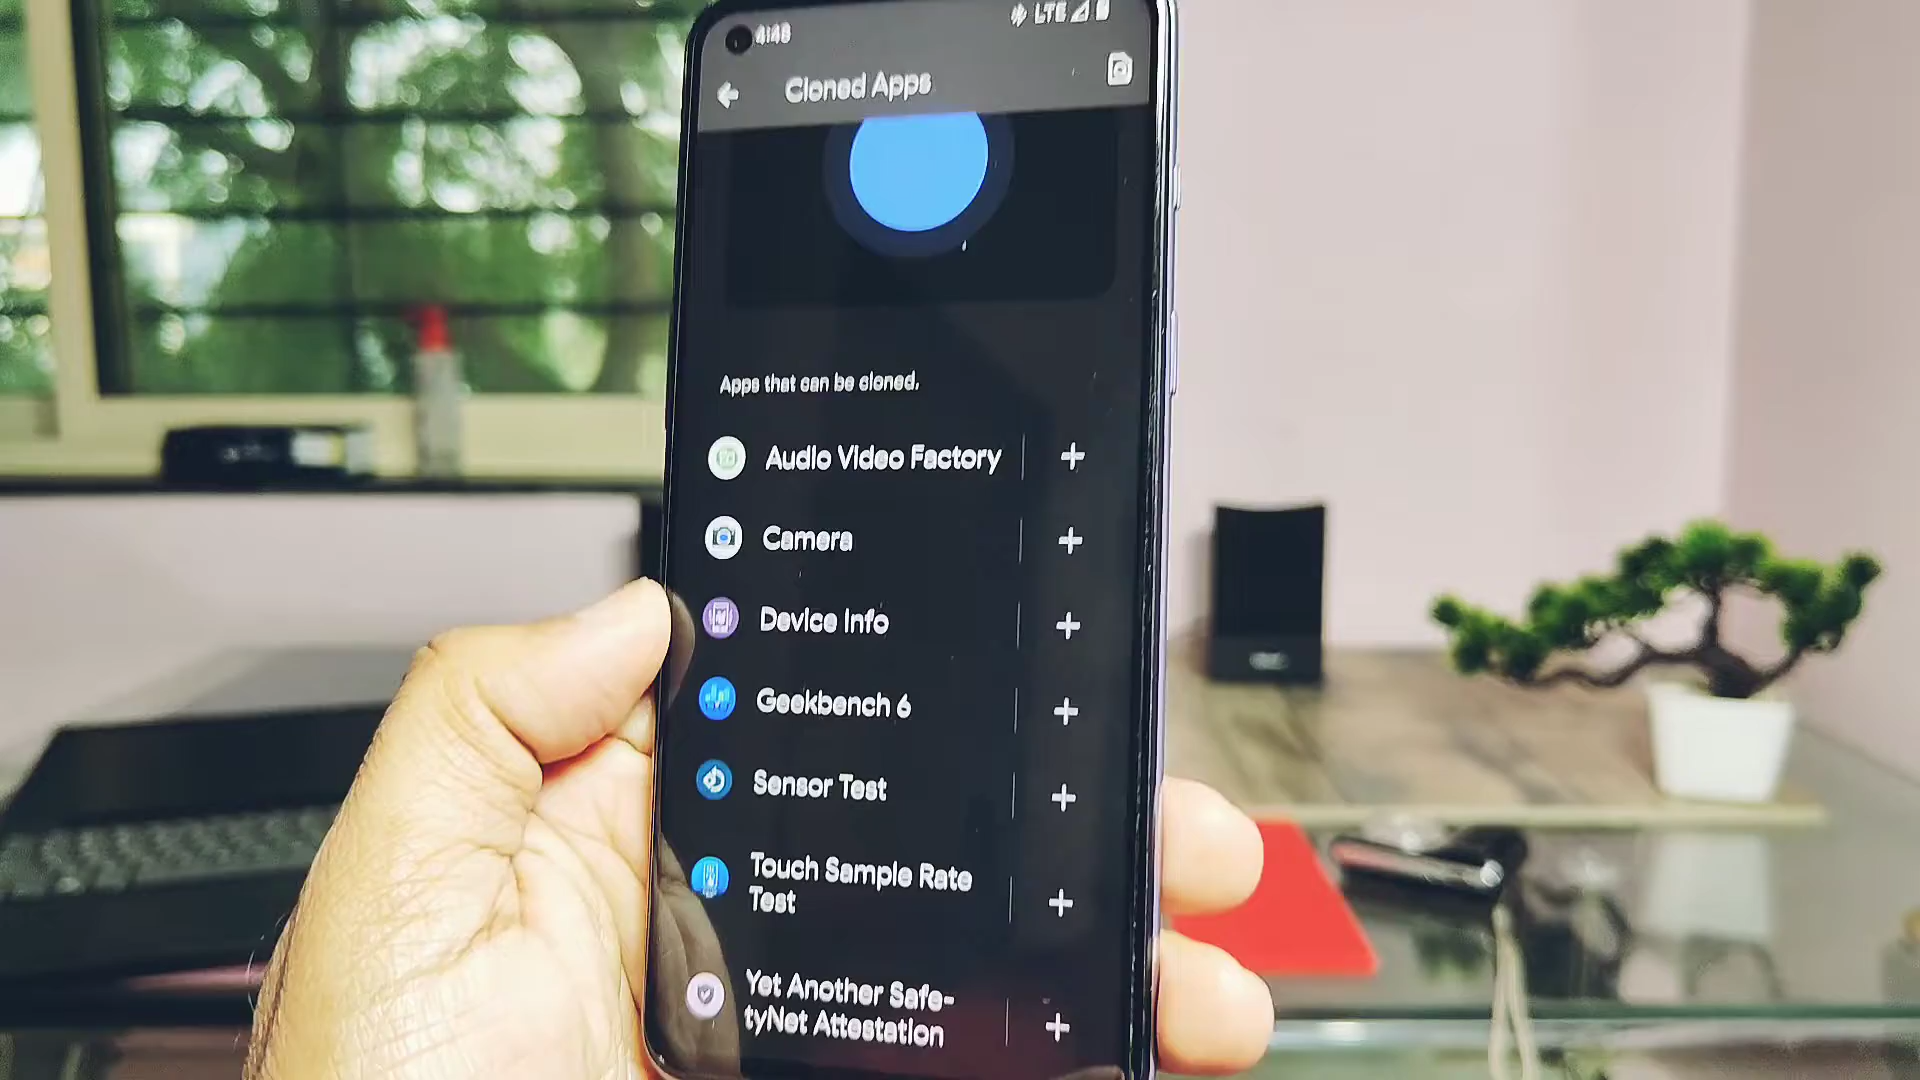 4:48
LTE
Cloned Apps
Apps that can be cloned.
Audio Video Factory
Camera
Device Info
Geekbench 6
Sensor Test
Touch Sample Rate
Test
Yet Another Safe-
tyNet Attestation